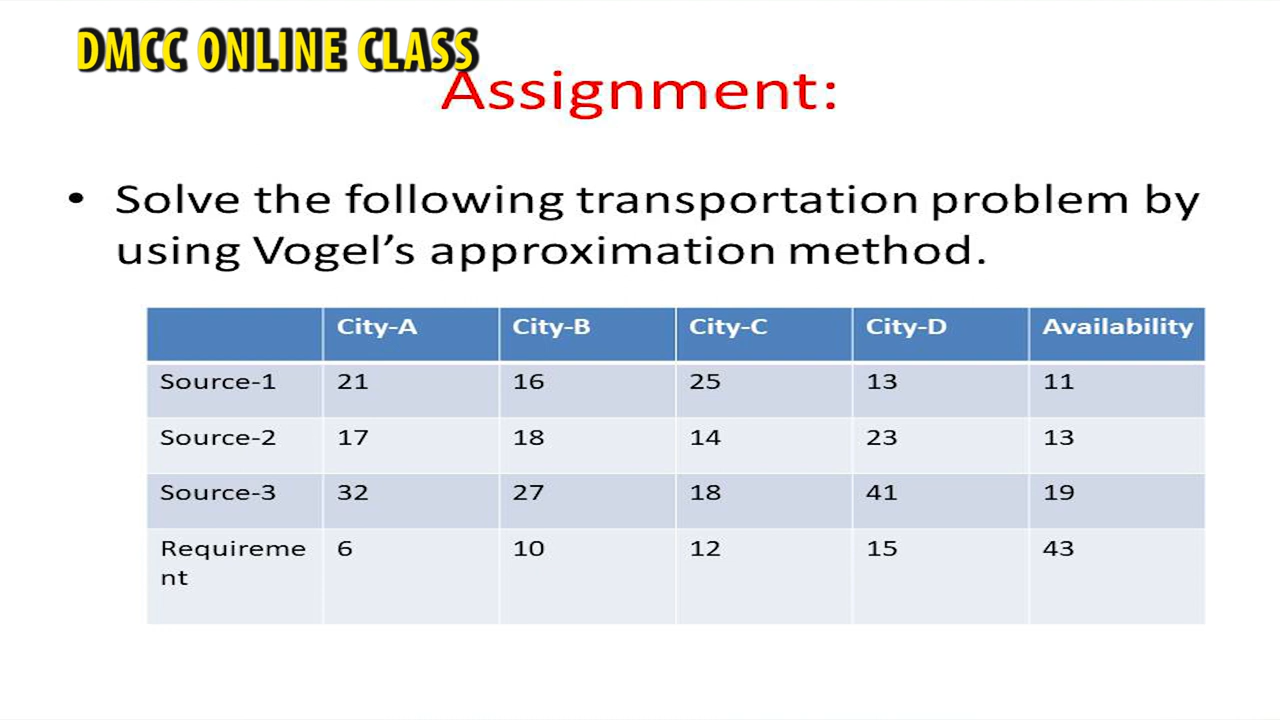 DMCC ONLINE CLASS
Assignment:
• Solve the following transportation problem by
using Vogel’s approximation method.
City-A City-B City-C City-D Availability
Source-1 21 16 25 13 11
Source-2 17 18 14 23 13
Source-3 32 27 18 41 19
Requireme 6 10 12 15 43
nt